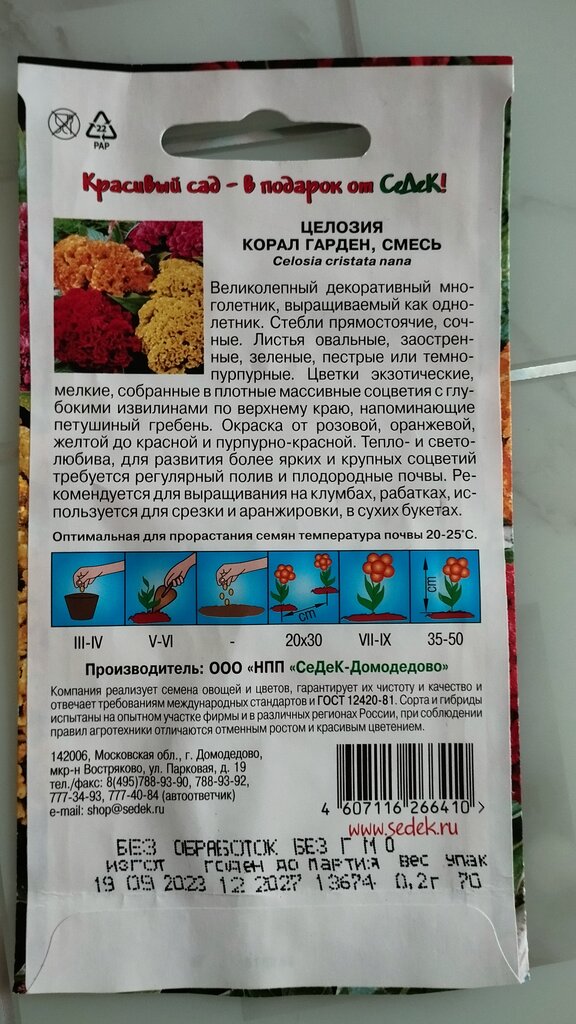 22
PAP
Красивый сад - в подарок от СеДеК!
ЦЕЛОЗИЯ
КОРАЛ ГАРДЕН, СМЕСЬ
Celosia cristata nana
Великолепный декоративный мно-
голетник, выращиваемый как одно-
летник. Стебли прямостоячие, соч-
ные. Листья овальные, заострен-
ные, зеленые, пестрые или темно-
пурпурные. Цветки экзотические,
мелкие, собранные в плотные массивные соцветия с глу-
бокими извилинами по верхнему краю, напоминающие
петушиный гребень. Окраска от розовой, оранжевой,
желтой до красной и пурпурно-красной. Тепло- и свето-
любива, для развития более ярких и крупных соцветий
требуется регулярный полив и плодородные почвы. Ре-
комендуется для выращивания на клумбах, рабатках, ис-
пользуется для срезки и аранжировки, в сухих букетах.
Оптимальная для прорастания семян температура почвы 20-25°С.
cm cm
III-IV V-VI - 20x30 VII-IX 35-50
Производитель: ООО «НПП «СеДеК-Домодедово»
Компания реализует семена овощей и цветов, гарантирует их чистоту и качество и
отвечает требованиям международных стандартов и ГОСТ 12420-81. Сорта и гибриды
испытаны на опытном участке фирмы и в различных регионах России, при соблюдении
правил агротехники отличаются отменным ростом и красивым цветением.
142006, Московская обл., г. Домодедово,
мкр-н Востряково, ул. Парковая, д. 19
тел./факс: 8(495)788-93-90, 788-93-92,
777-34-93, 777-40-84 (автоответчик)
e-mail: shop@sedek.ru
4 607116 266410 >
www.sedek.ru
БЕЗ ОБРАБОТОК БЕЗ ГМО
ИЗГОТ ГОДЕН ДО ПАРТИЯ ВЕС УПАК
19 09 2023 12 2027 13674 0,2г 70